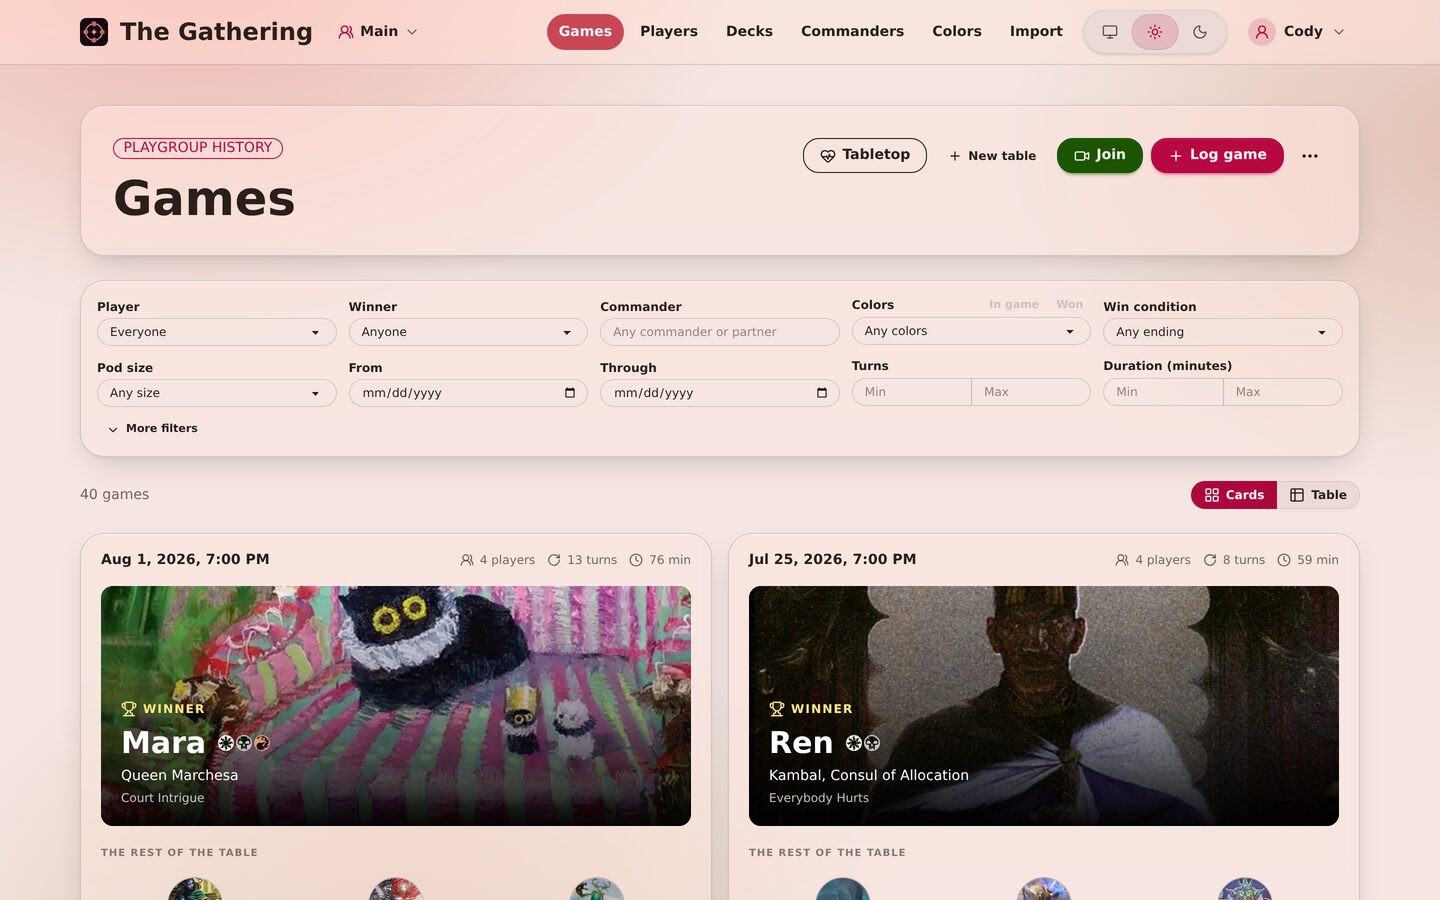 The Gathering Main Games Players Decks Commanders Colors Import Cody
PLAYGROUP HISTORY
Games
Tabletop New table Join Log game
Player Winner Commander Colors In game Won Win condition
Everyone Anyone Any commander or partner Any colors Any ending
Pod size From Through Turns Duration (minutes)
Any size mm/dd/yyyy mm/dd/yyyy Min Max Min Max
More filters
40 games Cards Table
Aug 1, 2026, 7:00 PM 4 players 13 turns 76 min
WINNER
Mara
Queen Marchesa
Court Intrigue
THE REST OF THE TABLE
Jul 25, 2026, 7:00 PM 4 players 8 turns 59 min
WINNER
Ren
Kambal, Consul of Allocation
Everybody Hurts
THE REST OF THE TABLE